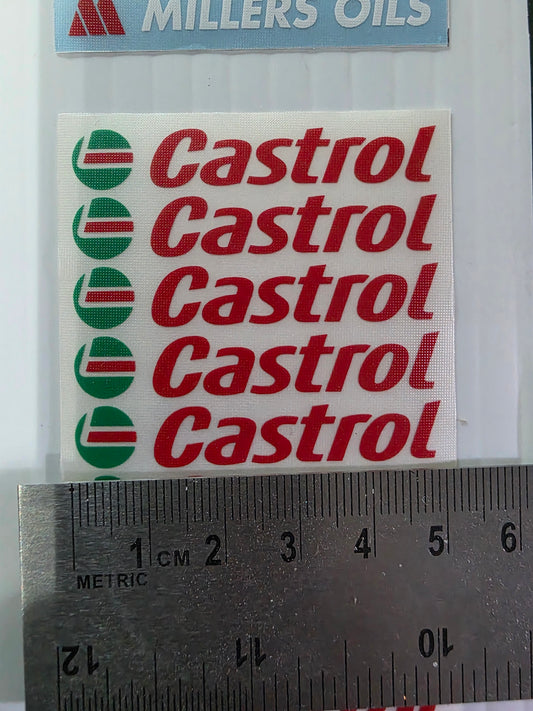 MILLERS OILS
Castrol
Castrol
Castrol
Castrol
Castrol
1 CM 2 3 4 5 6
METRIC
12 11 10